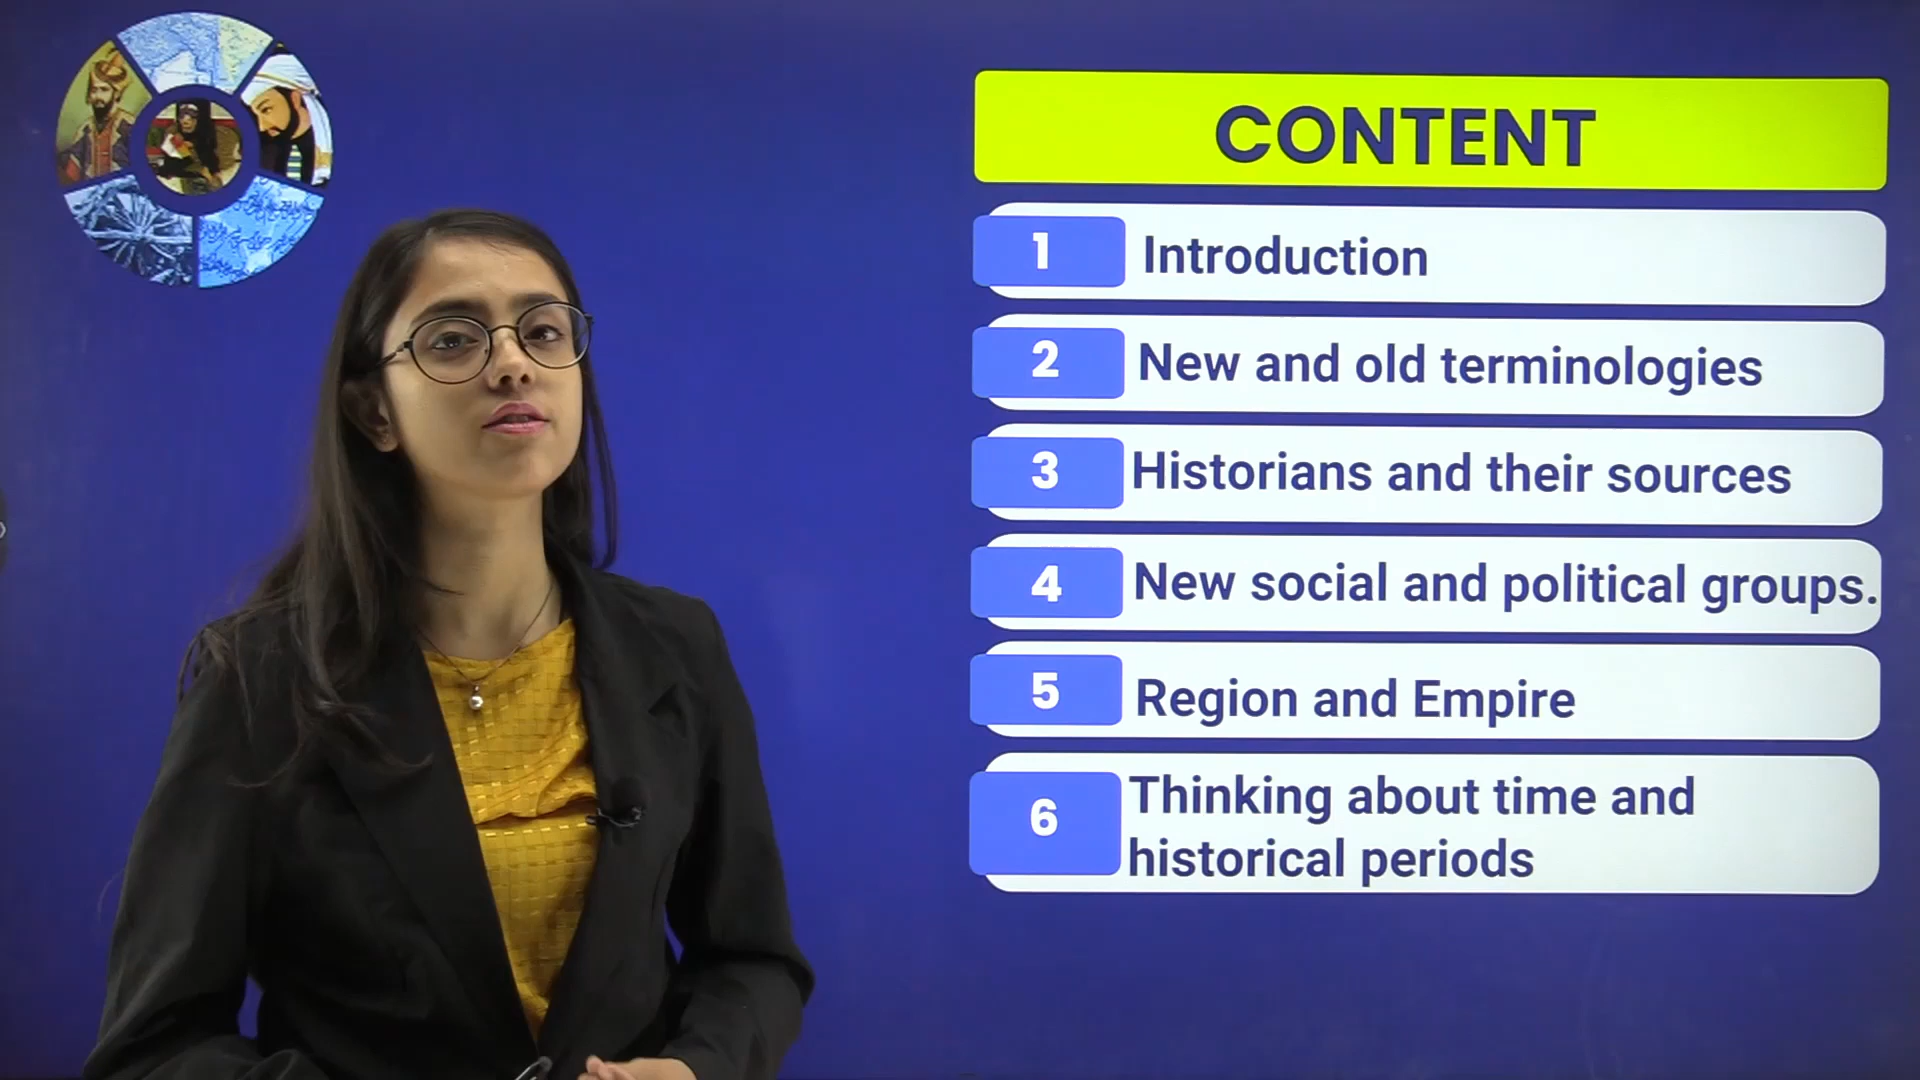 CONTENT
1 Introduction
2 New and old terminologies
3 Historians and their sources
4 New social and political groups.
5 Region and Empire
6 Thinking about time and
historical periods